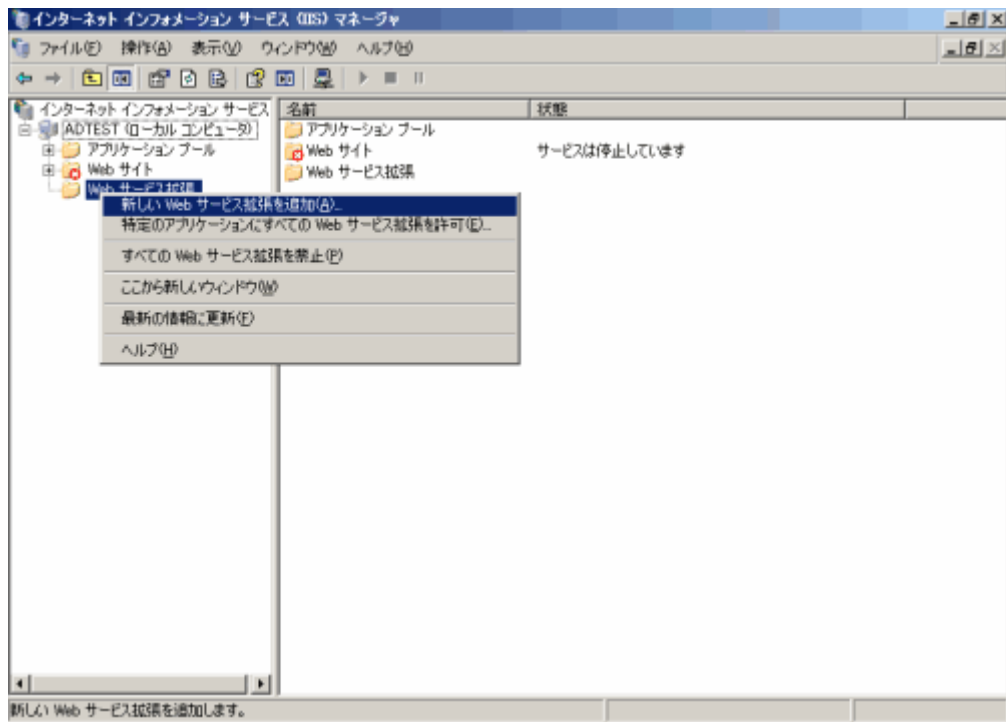 インターネット インフォメーション サービス (IIS) マネージャ
ファイル(F) 操作(A) 表示(V) ウィンドウ(W) ヘルプ(H)
インターネット インフォメーション サービス
名前 状態
ADTEST (ローカル コンピュータ)
アプリケーション プール
アプリケーション プール
Web サイト
Web サイト サービスは停止しています
Web サービス拡張
Web サービス拡張
新しい Web サービス拡張を追加(A)...
特定のアプリケーションにすべての Web サービス拡張を許可(E)...
すべての Web サービス拡張を禁止(P)
ここから新しいウィンドウ(W)
最新の情報に更新(F)
ヘルプ(H)
新しい Web サービス拡張を追加します。